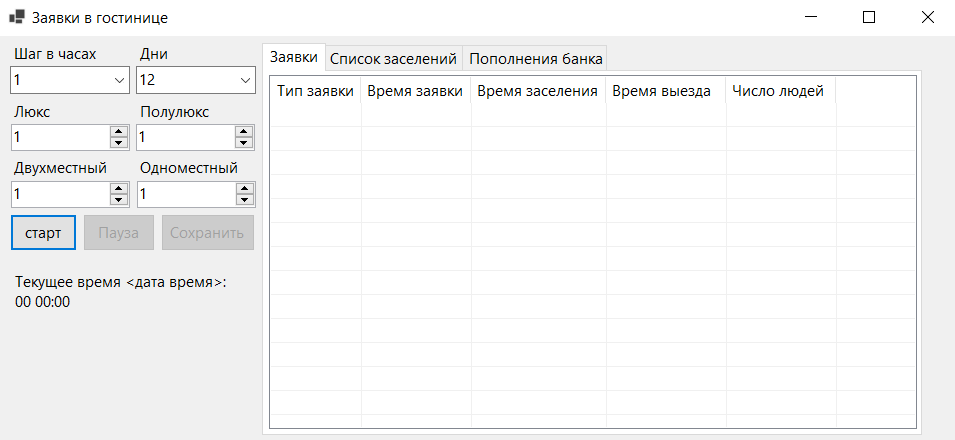 Заявки в гостинице
Шаг в часах Дни
1 12
Люкс Полулюкс
1 1
Двухместный Одноместный
1 1
старт Пауза Сохранить
Текущее время <дата время>:
00 00:00
Заявки Список заселений Пополнения банка
Тип заявки Время заявки Время заселения Время выезда Число людей